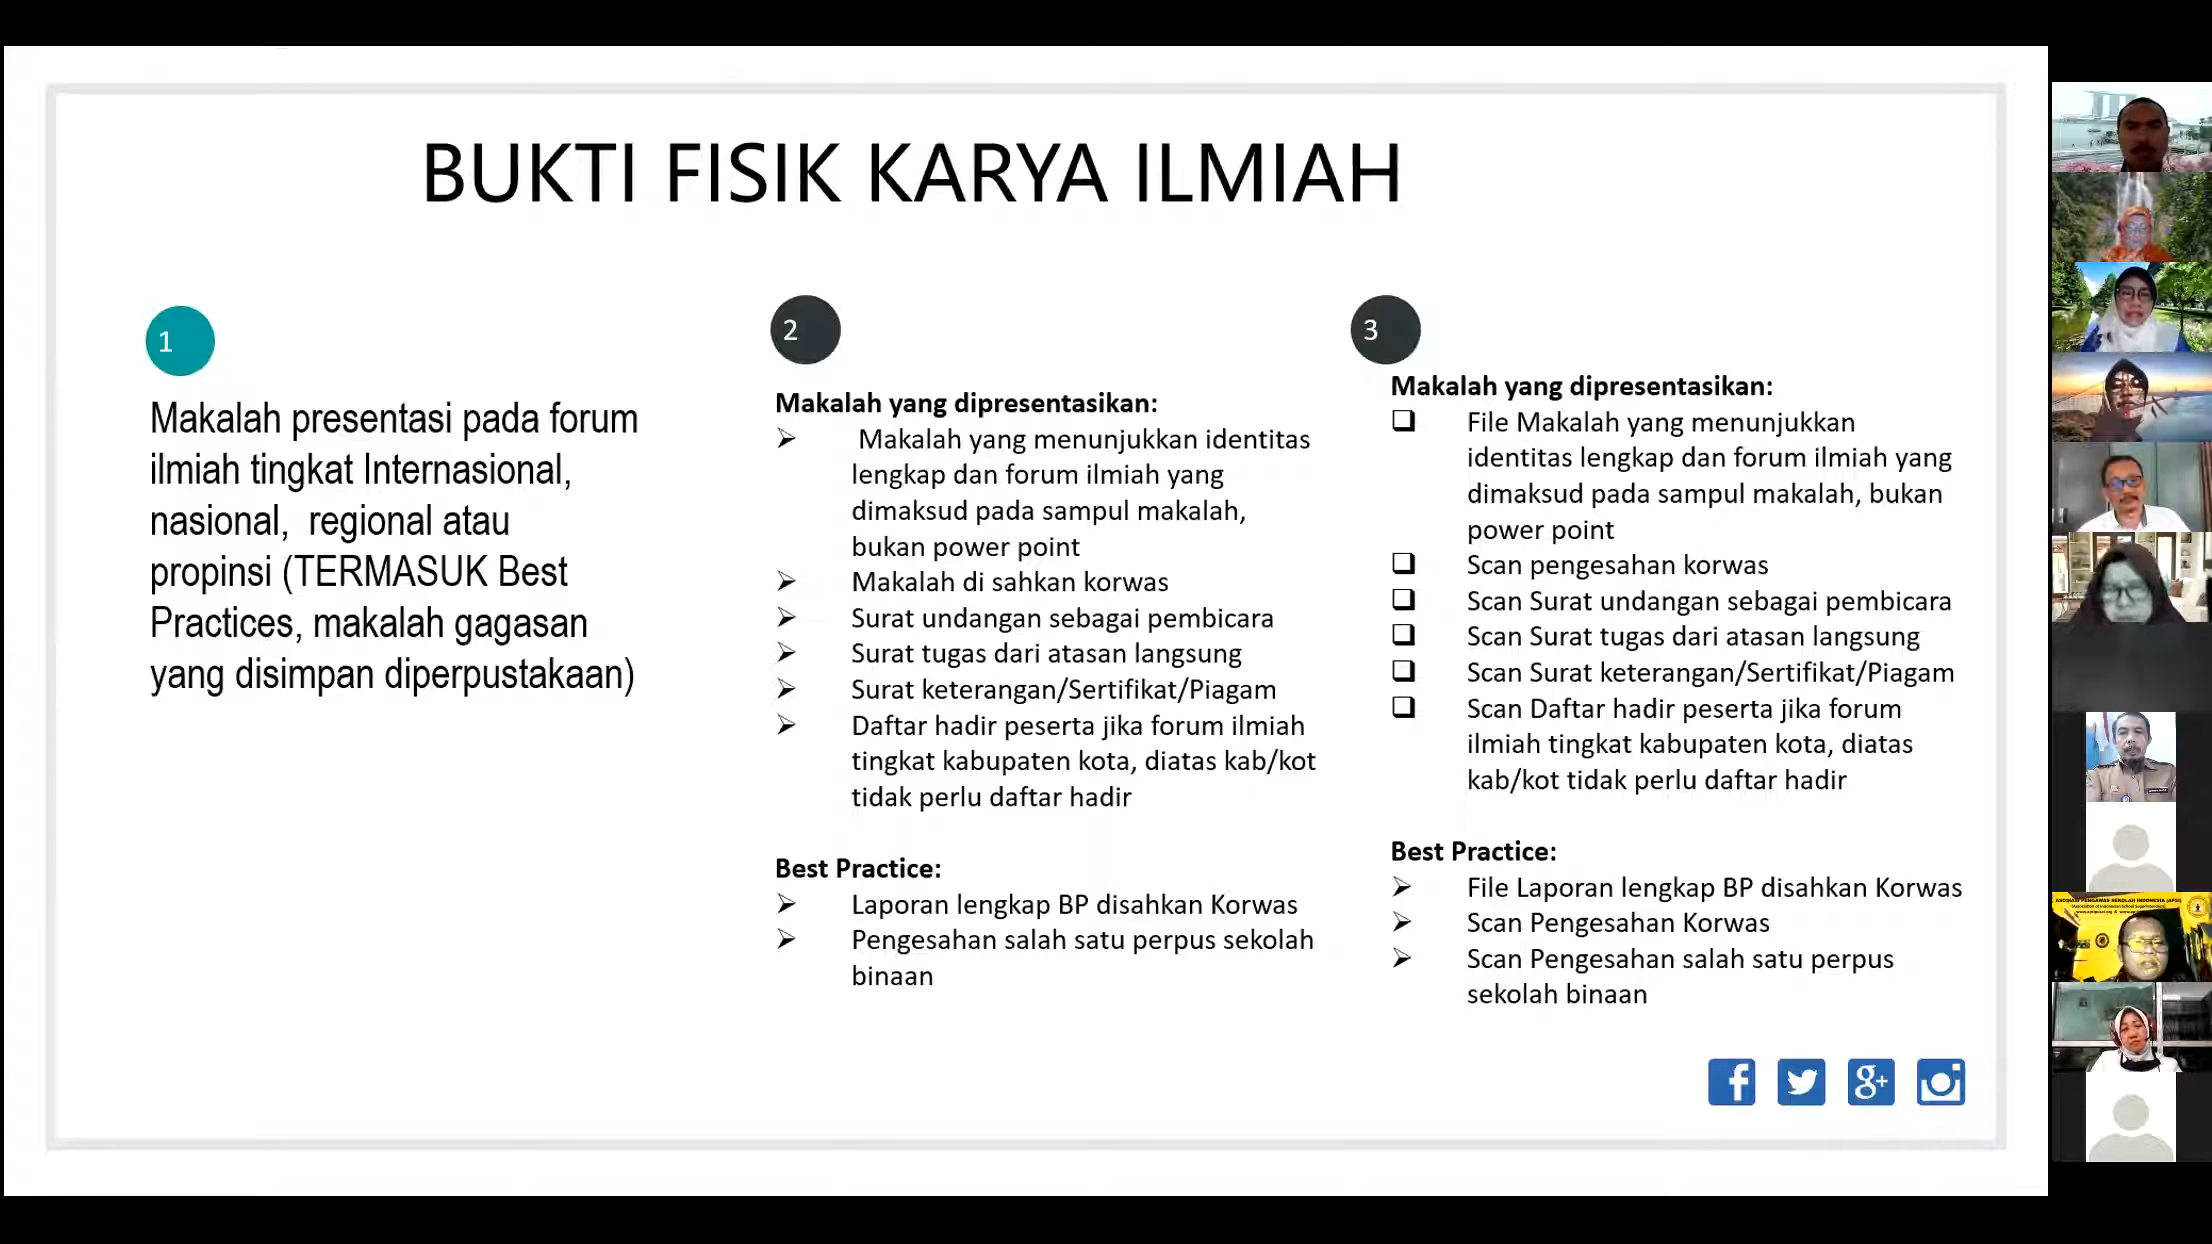 BUKTI FISIK KARYA ILMIAH
1
Makalah presentasi pada forum
ilmiah tingkat Internasional,
nasional, regional atau
propinsi (TERMASUK Best
Practices, makalah gagasan
yang disimpan diperpustakaan)
2
Makalah yang dipresentasikan:
Makalah yang menunjukkan identitas
lengkap dan forum ilmiah yang
dimaksud pada sampul makalah,
bukan power point
Makalah di sahkan korwas
Surat undangan sebagai pembicara
Surat tugas dari atasan langsung
Surat keterangan/Sertifikat/Piagam
Daftar hadir peserta jika forum ilmiah
tingkat kabupaten kota, diatas kab/kot
tidak perlu daftar hadir
Best Practice:
Laporan lengkap BP disahkan Korwas
Pengesahan salah satu perpus sekolah
binaan
3
Makalah yang dipresentasikan:
File Makalah yang menunjukkan
identitas lengkap dan forum ilmiah yang
dimaksud pada sampul makalah, bukan
power point
Scan pengesahan korwas
Scan Surat undangan sebagai pembicara
Scan Surat tugas dari atasan langsung
Scan Surat keterangan/Sertifikat/Piagam
Scan Daftar hadir peserta jika forum
ilmiah tingkat kabupaten kota, diatas
kab/kot tidak perlu daftar hadir
Best Practice:
File Laporan lengkap BP disahkan Korwas
Scan Pengesahan Korwas
Scan Pengesahan salah satu perpus
sekolah binaan
ASOSIASI PENGAWAS SEKOLAH INDONESIA (APSI)